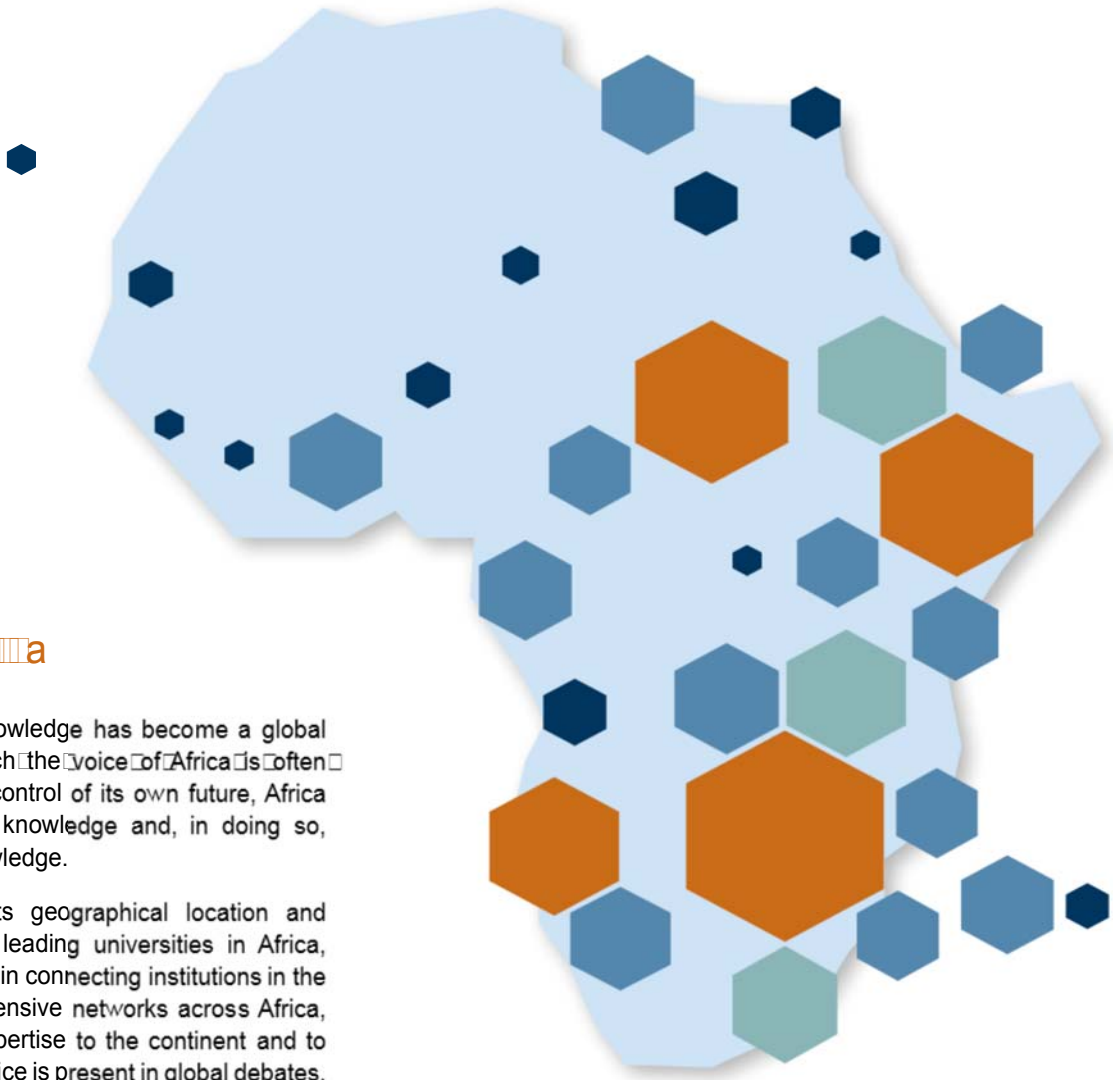 a
owledge has become a global
ch the voice of Africa is often
control of its own future, Africa
knowledge and, in doing so,
ledge.
ts geographical location and
leading universities in Africa,
in connecting institutions in the
ensive networks across Africa,
pertise to the continent and to
ice is present in global debates.